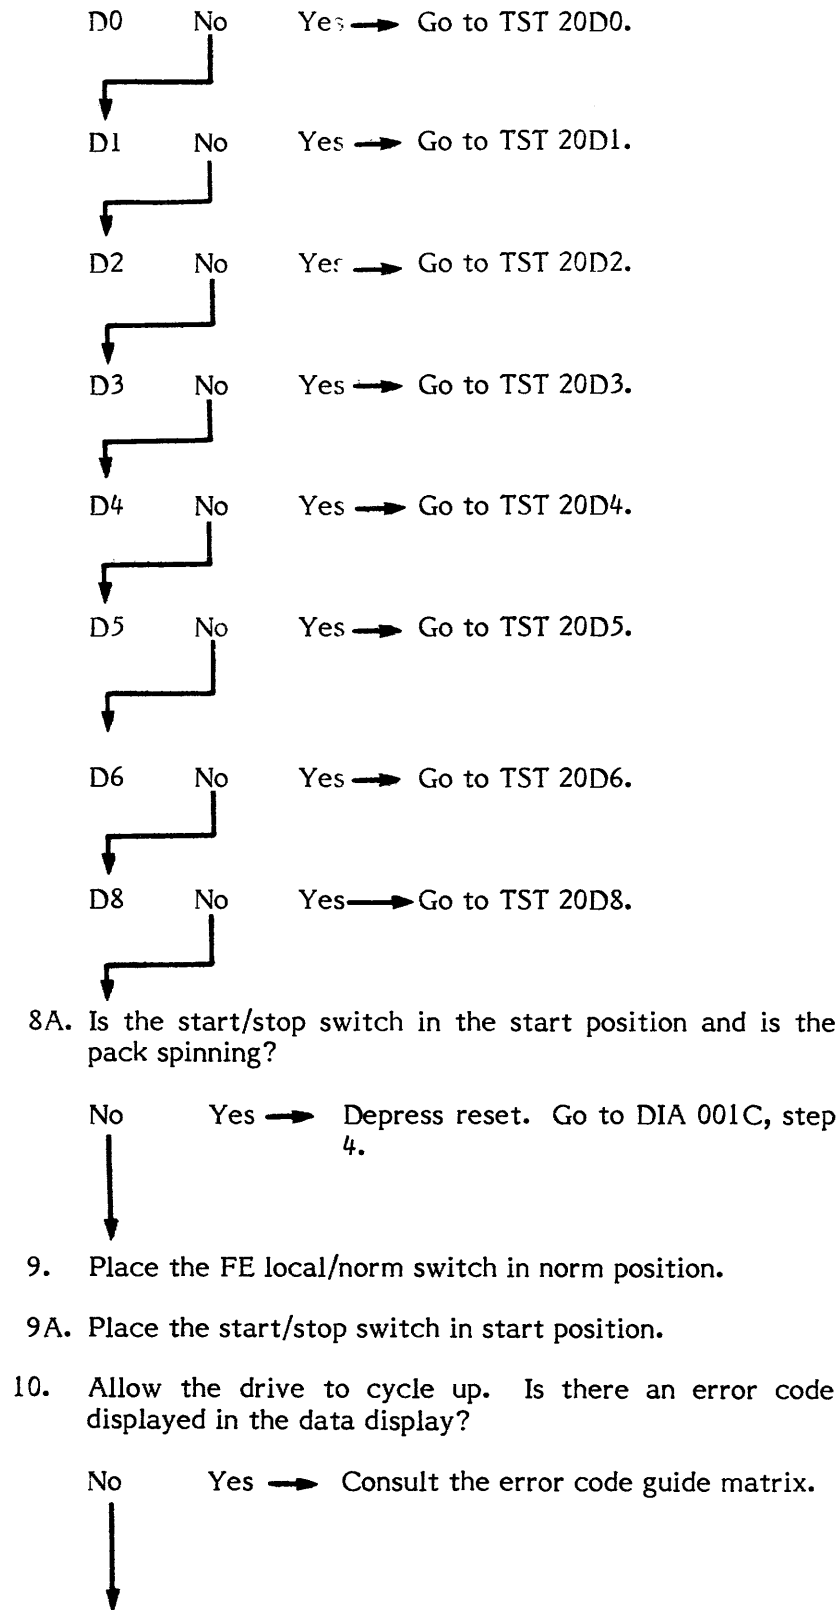 D0 No Yes Go to TST 20D0.
D1 No Yes Go to TST 20D1.
D2 No Yes Go to TST 20D2.
D3 No Yes Go to TST 20D3.
D4 No Yes Go to TST 20D4.
D5 No Yes Go to TST 20D5.
D6 No Yes Go to TST 20D6.
D8 No Yes Go to TST 20D8.
8A. Is the start/stop switch in the start position and is the
pack spinning?
No Yes Depress reset. Go to DIA 001C, step
4.
9. Place the FE local/norm switch in norm position.
9A. Place the start/stop switch in start position.
10. Allow the drive to cycle up. Is there an error code
displayed in the data display?
No Yes Consult the error code guide matrix.